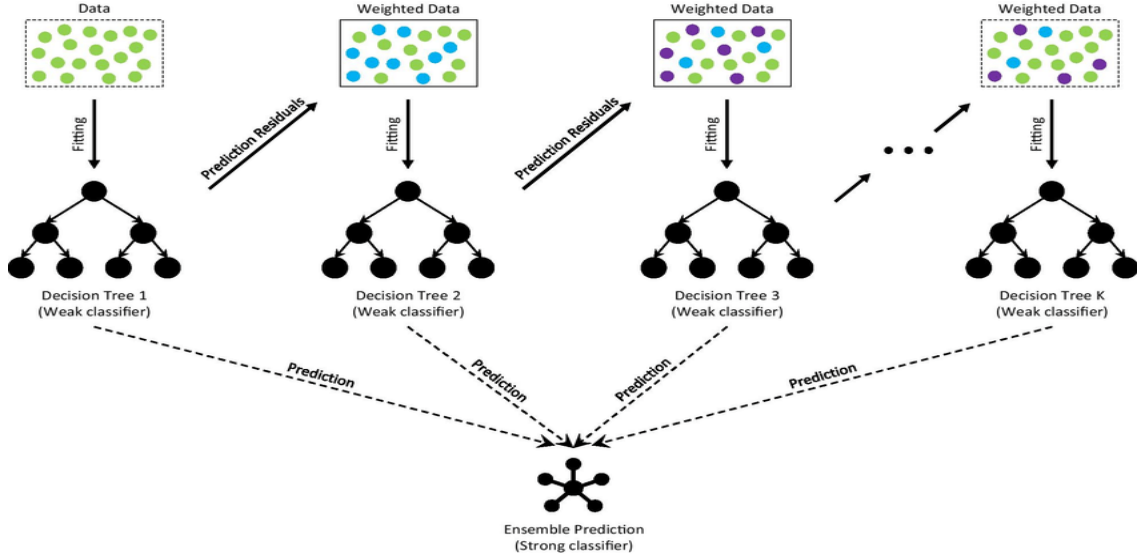 Data
Weighted Data
Weighted Data
Weighted Data
Fitting
Prediction Residuals
Fitting
Prediction Residuals
Fitting
Fitting
Decision Tree 1
(Weak classifier)
Decision Tree 2
(Weak classifier)
Decision Tree 3
(Weak classifier)
Decision Tree K
(Weak classifier)
Prediction
Prediction
Prediction
Prediction
Ensemble Prediction
(Strong classifier)